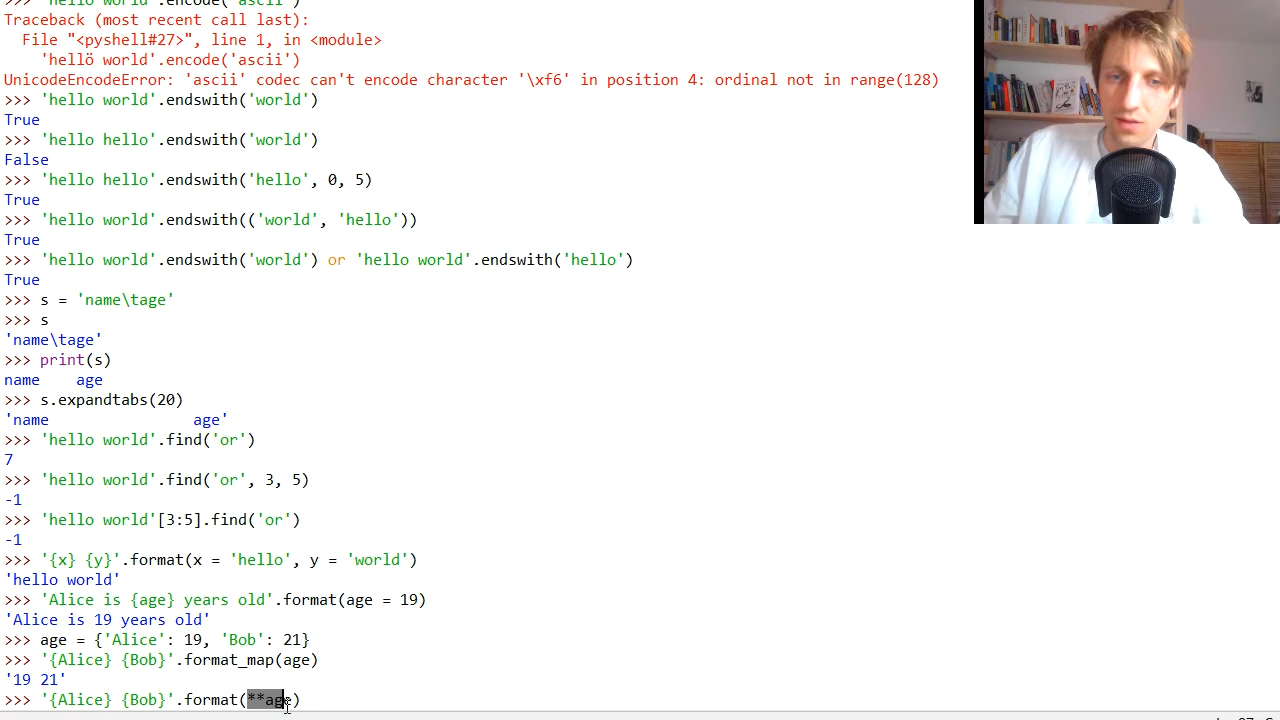 >>> 'hellö world'.encode('ascii')
Traceback (most recent call last):
  File "<pyshell#27>", line 1, in <module>
    'hellö world'.encode('ascii')
UnicodeEncodeError: 'ascii' codec can't encode character '\xf6' in position 4: ordinal not in range(128)
>>> 'hello world'.endswith('world')
True
>>> 'hello hello'.endswith('world')
False
>>> 'hello hello'.endswith('hello', 0, 5)
True
>>> 'hello world'.endswith(('world', 'hello'))
True
>>> 'hello world'.endswith('world') or 'hello world'.endswith('hello')
True
>>> s = 'name\tage'
>>> s
'name\tage'
>>> print(s)
name    age
>>> s.expandtabs(20)
'name                age'
>>> 'hello world'.find('or')
7
>>> 'hello world'.find('or', 3, 5)
-1
>>> 'hello world'[3:5].find('or')
-1
>>> '{x} {y}'.format(x = 'hello', y = 'world')
'hello world'
>>> 'Alice is {age} years old'.format(age = 19)
'Alice is 19 years old'
>>> age = {'Alice': 19, 'Bob': 21}
>>> '{Alice} {Bob}'.format_map(age)
'19 21'
>>> '{Alice} {Bob}'.format(**age)